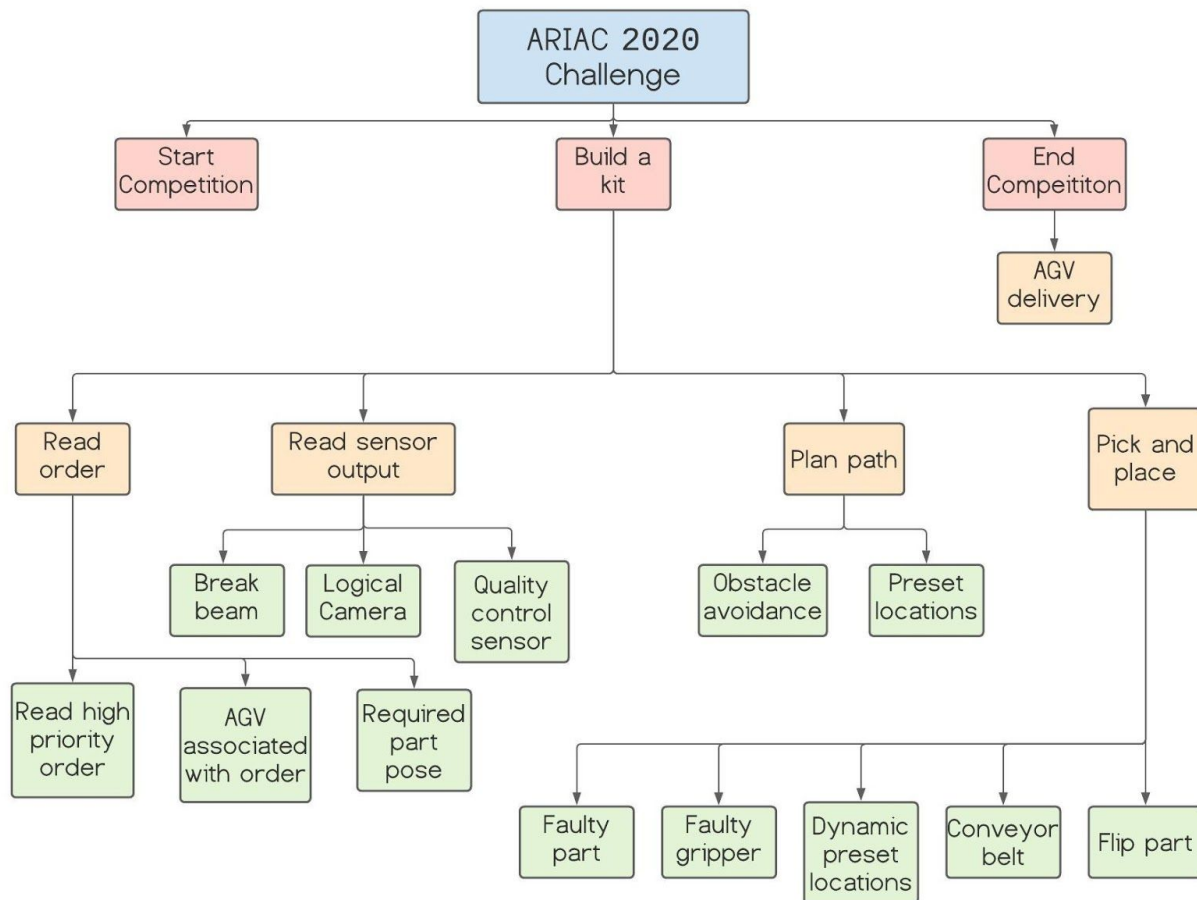 ARIAC 2020
Challenge
Start
Competition
Build a
kit
End
Compeititon
AGV
delivery
Read
order
Read sensor
output
Plan path
Pick and
place
Break
beam
Logical
Camera
Quality
control
sensor
Obstacle
avoidance
Preset
locations
Read high
priority
order
AGV
associated
with order
Required
part
pose
Faulty
part
Faulty
gripper
Dynamic
preset
locations
Conveyor
belt
Flip part